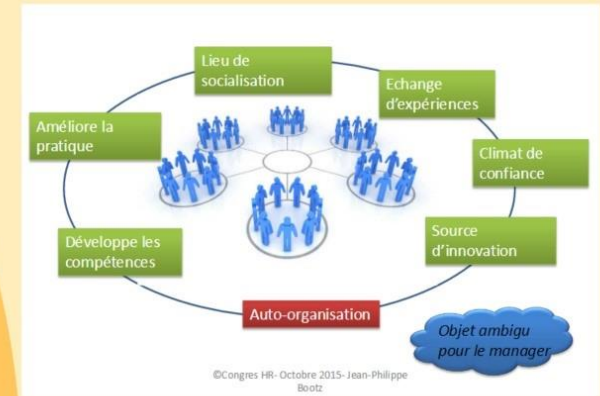 Lieu de
socialisation
Echange
d'expériences
Améliore la
pratique
Climat de
confiance
Développe les
compétences
Source
d'innovation
Auto-organisation
Objet ambigu
pour le manager
©Congres HR- Octobre 2015- Jean-Philippe
Bootz